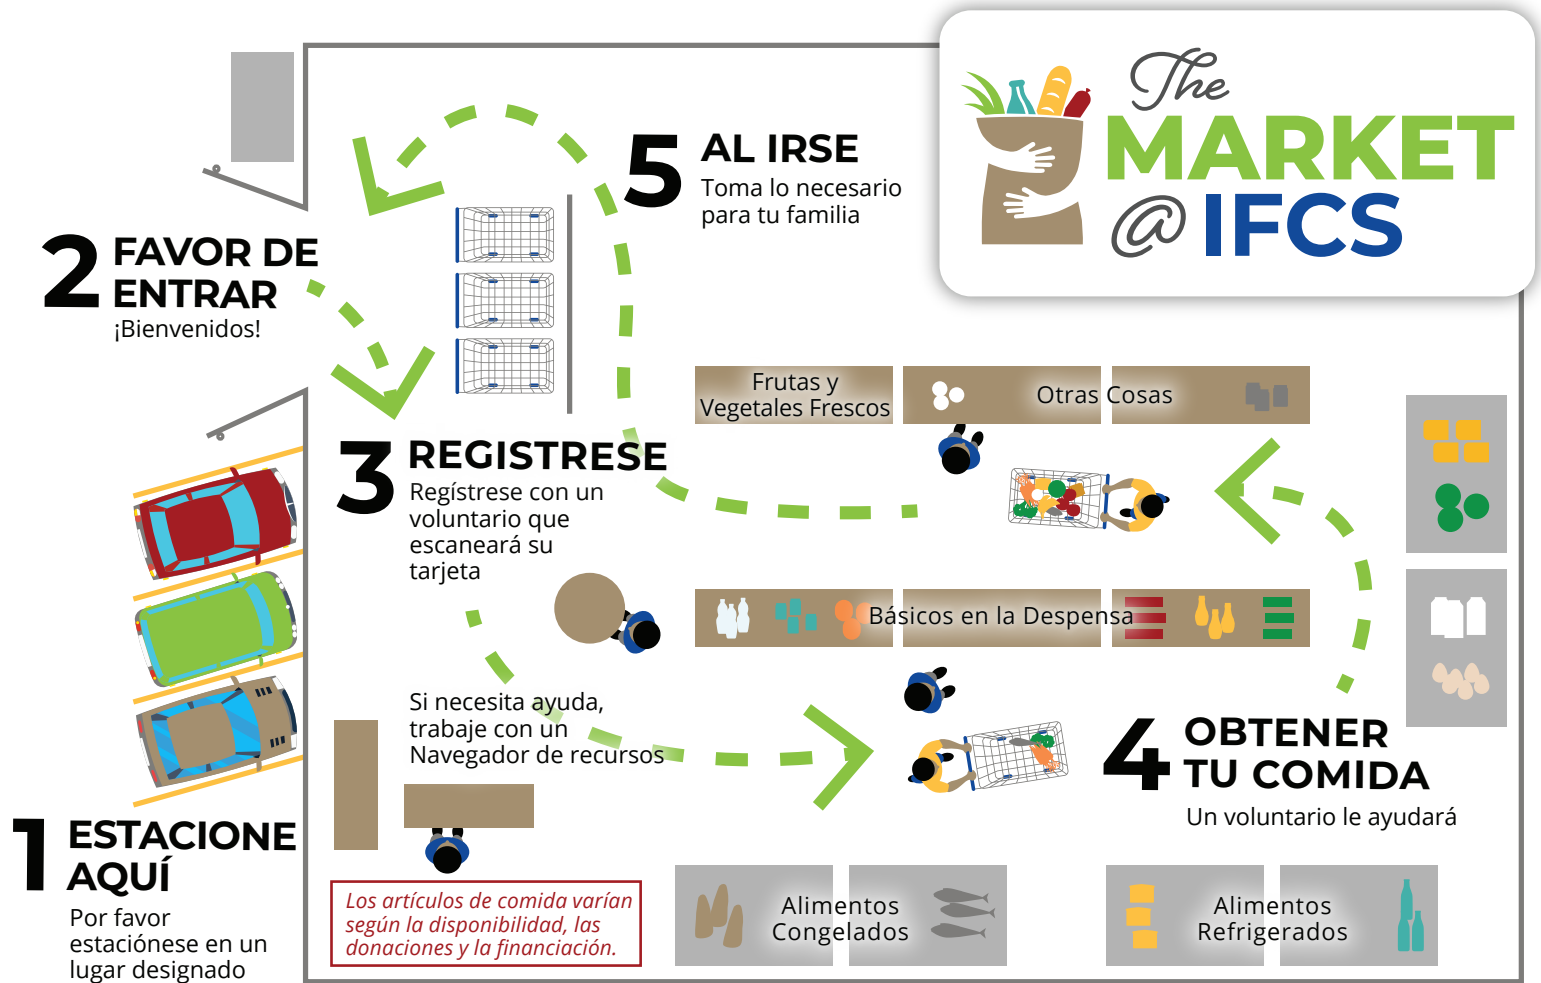 The
MARKET
@IFCS
1 ESTACIONE
AQUÍ
Por favor
estaciónese en un
lugar designado
2 FAVOR DE
ENTRAR
¡Bienvenidos!
3 REGISTRESE
Regístrese con un
voluntario que
escaneará su
tarjeta
Si necesita ayuda,
trabaje con un
Navegador de recursos
4 OBTENER
TU COMIDA
Un voluntario le ayudará
5 AL IRSE
Toma lo necesario
para tu familia
Frutas y
Vegetales Frescos
Otras Cosas
Básicos en la Despensa
Alimentos
Congelados
Alimentos
Refrigerados
Los artículos de comida varían
según la disponibilidad, las
donaciones y la financiación.